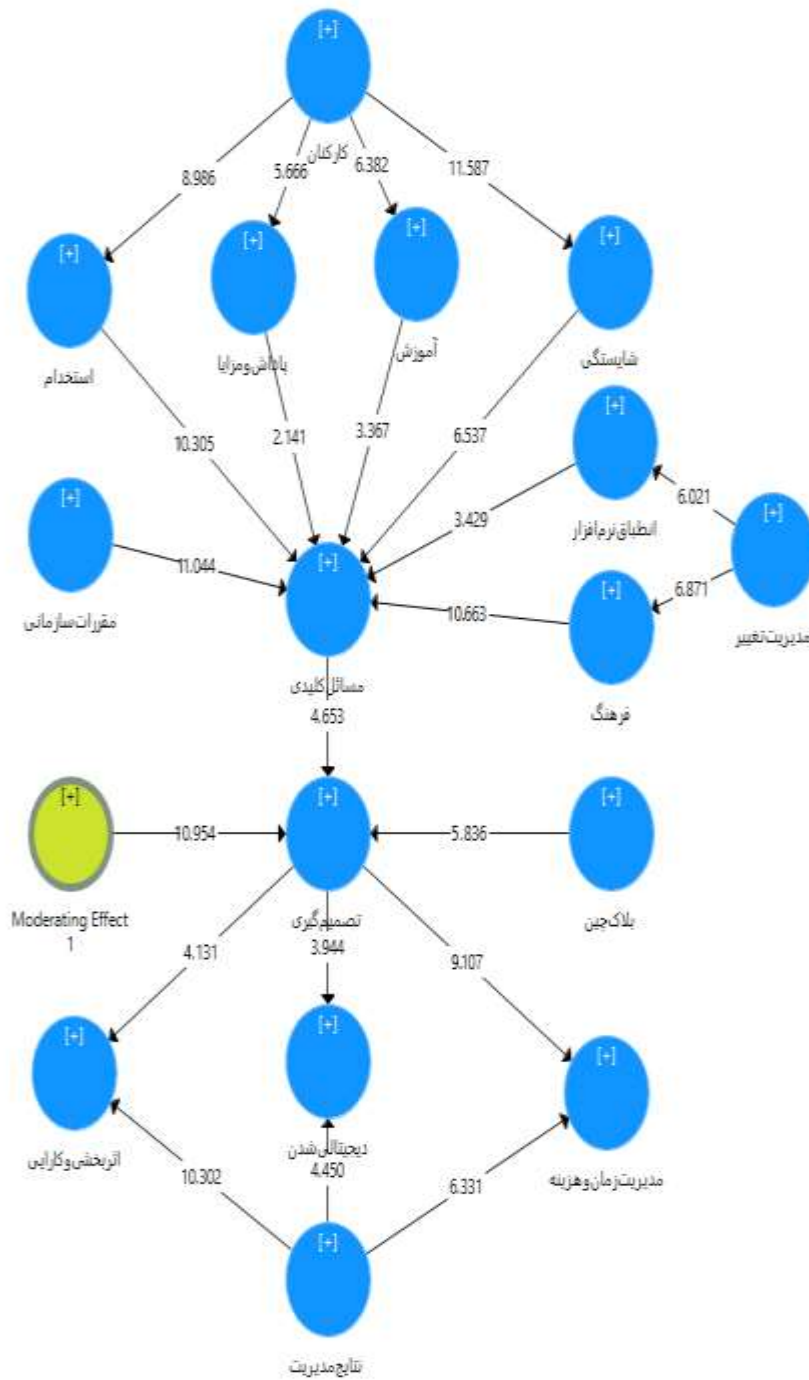 [+]
کارکنان
8.986
5.666
6.382
11.587
[+]
[+]
[+]
[+]
استخدام
پاداش‌ومزایا
آموزش
شایستگی
10.305
2.141
3.367
6.537
[+]
انطباق‌نرم‌افزار
3.429
6.021
[+]
مدیریت‌تغییر
6.871
[+]
مقررات‌سازمانی
11.044
[+]
مسائل‌کلیدی
10.663
[+]
فرهنگ
4.653
[+]
Moderating Effect
1
10.954
[+]
تصمیم‌گیری
5.836
[+]
بلاک‌چین
4.131
3.944
9.107
[+]
اثربخشی‌وکارایی
[+]
دیجیتالی‌شدن
[+]
مدیریت‌زمان‌وهزینه
10.302
4.450
6.331
[+]
نتایج‌مدیریت